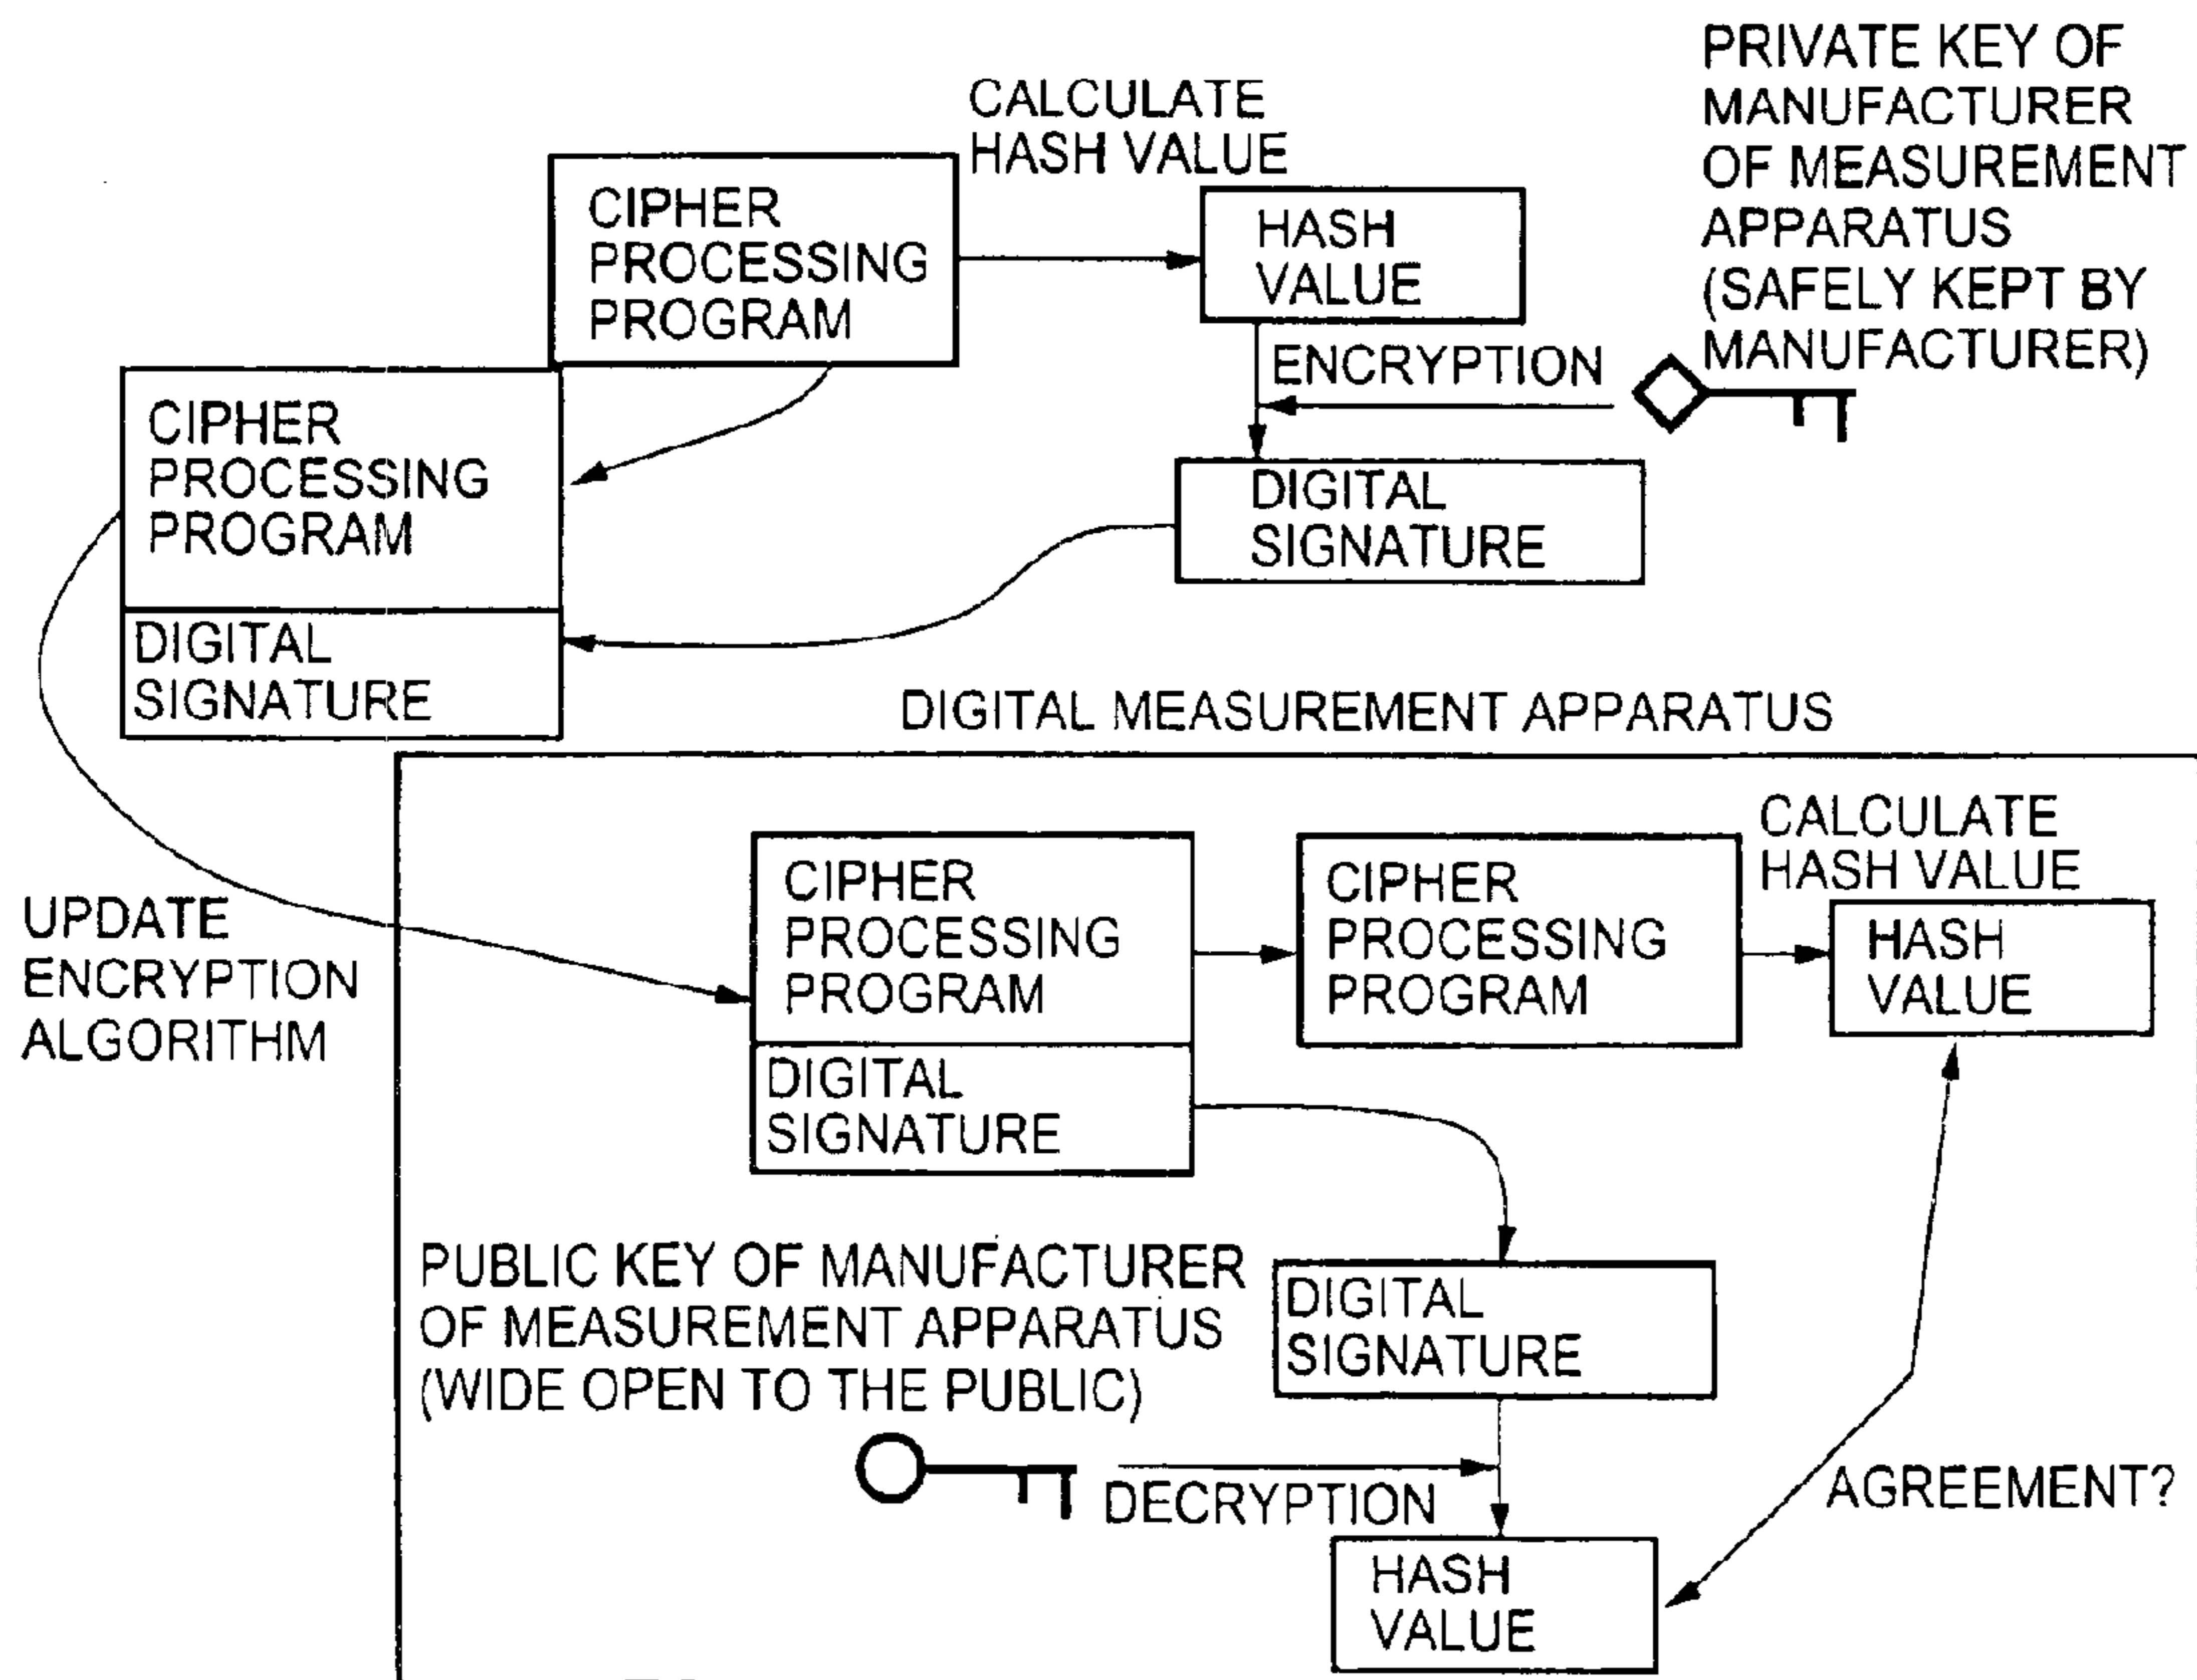 PRIVATE KEY OF
MANUFACTURER
OF MEASUREMENT
APPARATUS
(SAFELY KEPT BY
MANUFACTURER)
CALCULATE
HASH VALUE
CIPHER
PROCESSING
PROGRAM
HASH
VALUE
ENCRYPTION
CIPHER
PROCESSING
PROGRAM
DIGITAL
SIGNATURE
DIGITAL
SIGNATURE
DIGITAL MEASUREMENT APPARATUS
UPDATE
ENCRYPTION
ALGORITHM
CIPHER
PROCESSING
PROGRAM
DIGITAL
SIGNATURE
CIPHER
PROCESSING
PROGRAM
CALCULATE
HASH VALUE
HASH
VALUE
PUBLIC KEY OF MANUFACTURER
OF MEASUREMENT APPARATUS
(WIDE OPEN TO THE PUBLIC)
DIGITAL
SIGNATURE
DECRYPTION
AGREEMENT?
HASH
VALUE